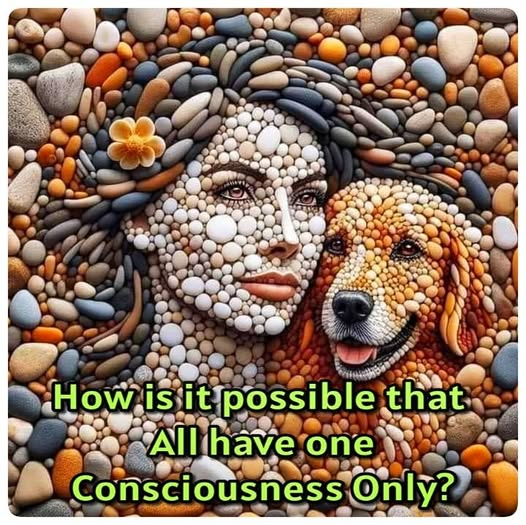 How is it possible that
All have one
Consciousness Only?